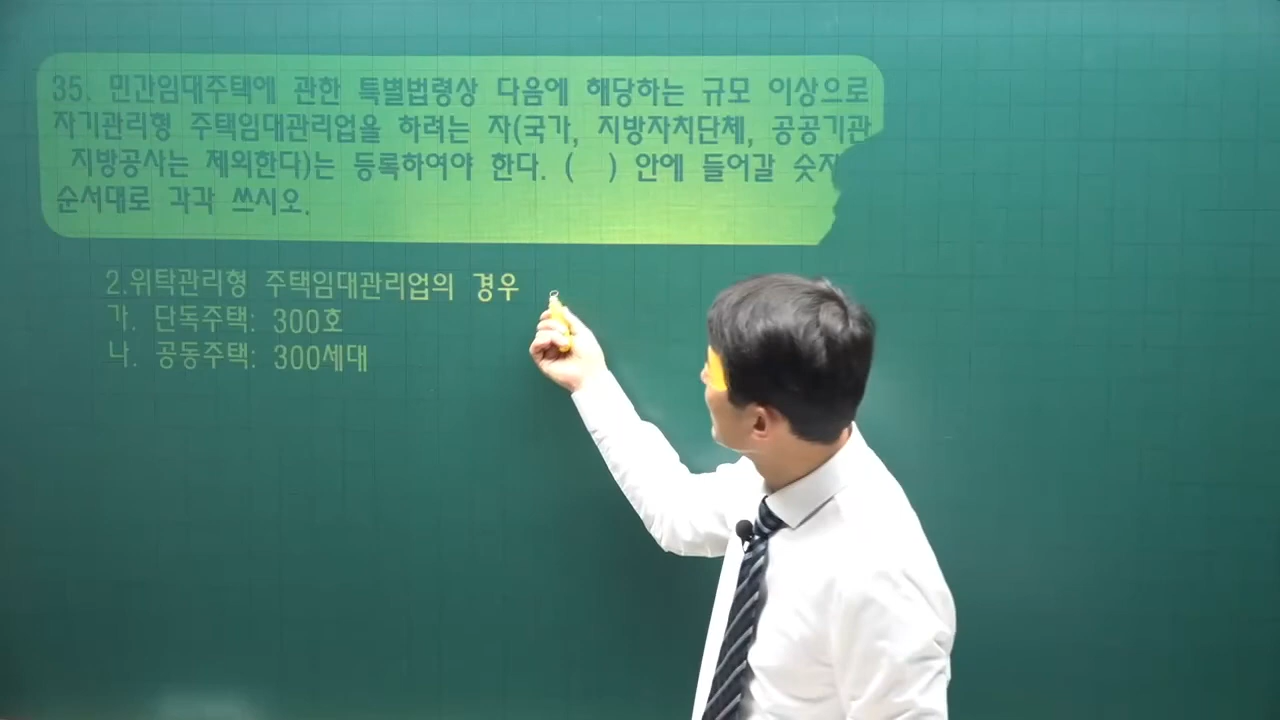 35. 민간임대주택에 관한 특별법령상 다음에 해당하는 규모 이상으로
자기관리형 주택임대관리업을 하려는 자(국가, 지방자치단체, 공공기관
지방공사는 제외한다)는 등록하여야 한다. ( ) 안에 들어갈 숫자
순서대로 각각 쓰시오.
2.위탁관리형 주택임대관리업의 경우
가. 단독주택: 300호
나. 공동주택: 300세대